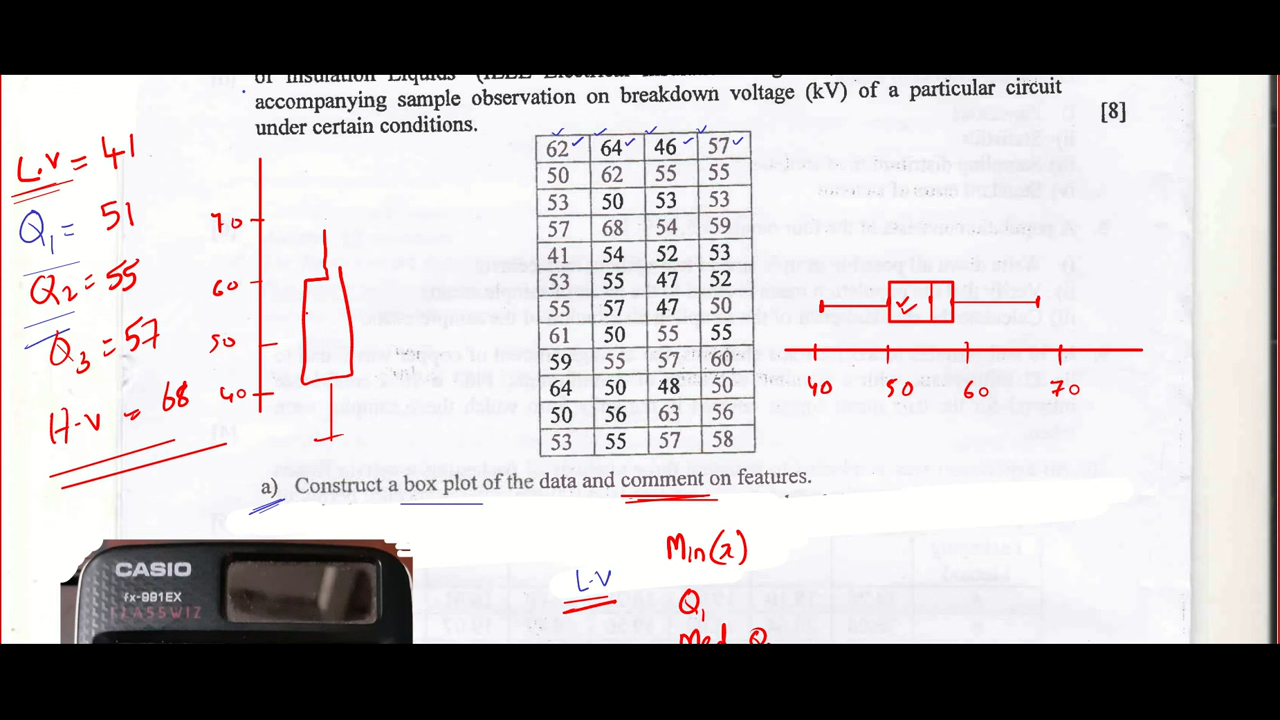 accompanying sample observation on breakdown voltage (kV) of a particular circuit
under certain conditions.
[8]
62 64 46 57
50 62 55 55
53 50 53 53
57 68 54 59
41 54 52 53
53 55 47 52
55 57 47 50
61 50 55 55
59 55 57 60
64 50 48 50
50 56 63 56
53 55 57 58
L.V = 41
Q1 = 51
Q2 = 55
Q3 = 57
H.V = 68
70
60
50
40
40 50 60 70
a) Construct a box plot of the data and comment on features.
CASIO
fx-991EX
CLASSWIZ
L.V
Min(x)
Q1